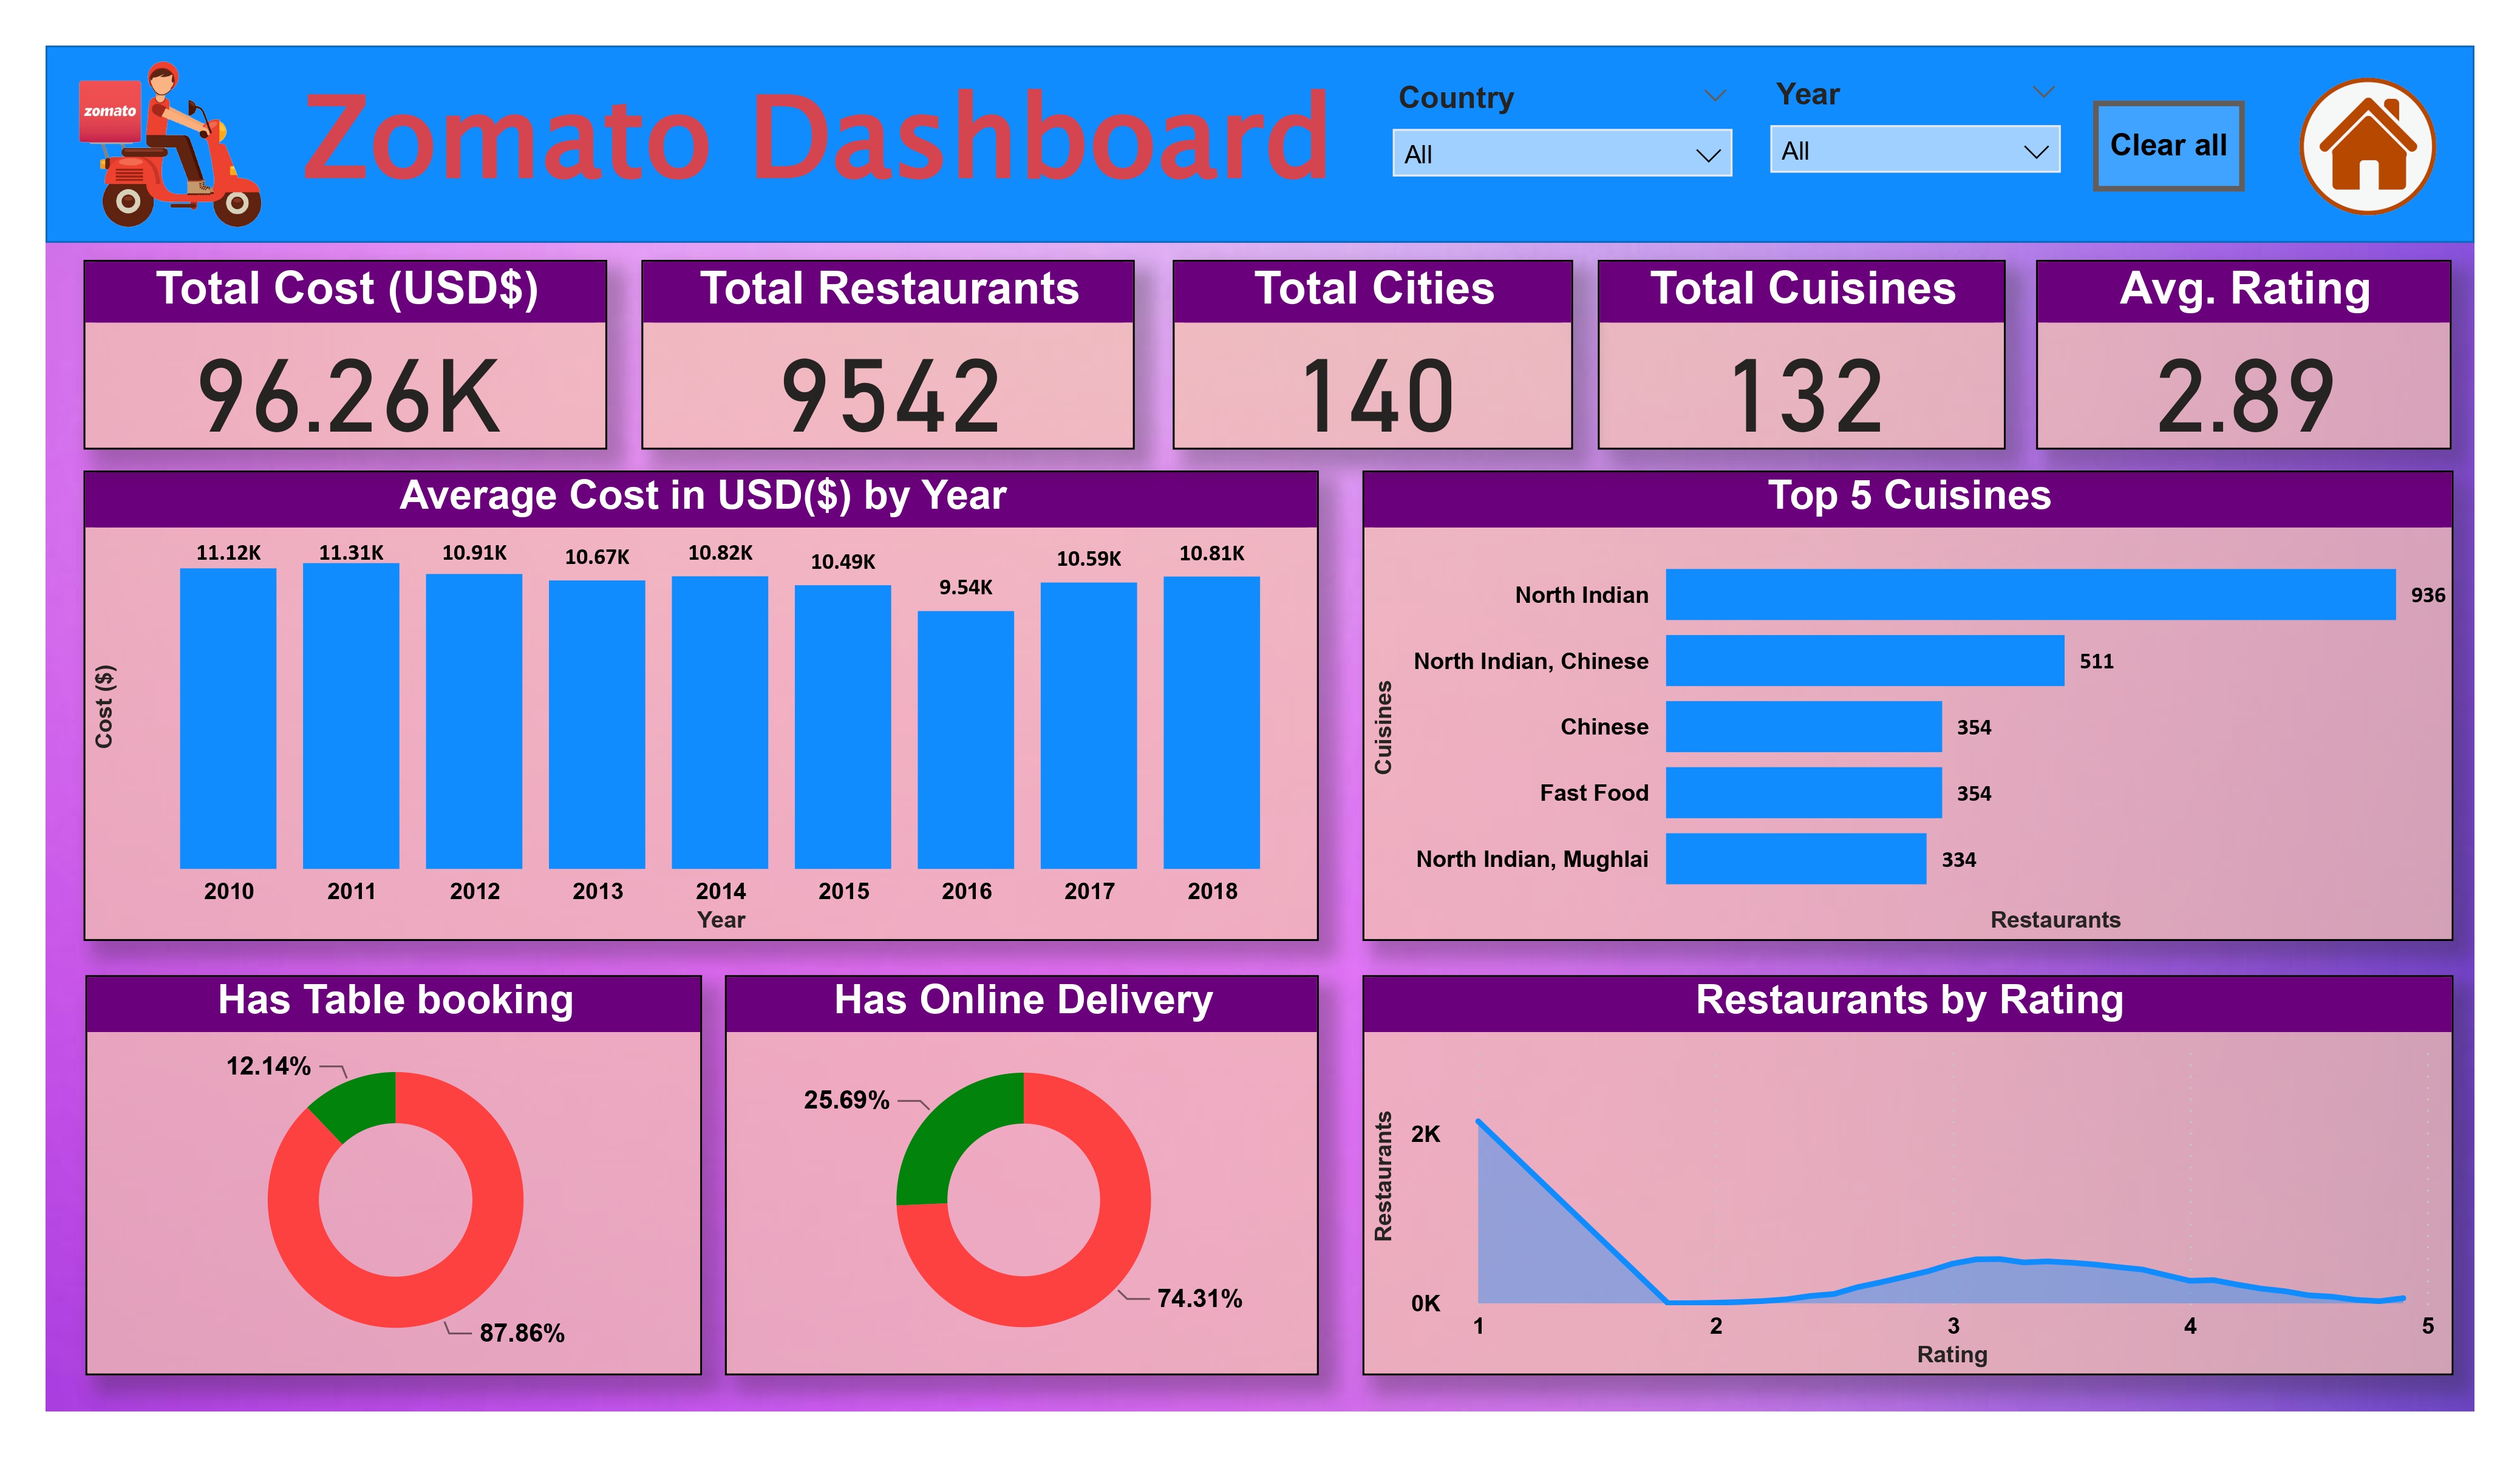 zomato
Zomato Dashboard
Country
All
Year
All
Clear all
Total Cost (USD$)
96.26K
Total Restaurants
9542
Total Cities
140
Total Cuisines
132
Avg. Rating
2.89
Average Cost in USD($) by Year
Cost ($)
11.12K 11.31K 10.91K 10.67K 10.82K 10.49K 9.54K 10.59K 10.81K
2010 2011 2012 2013 2014 2015 2016 2017 2018
Year
Top 5 Cuisines
Cuisines
North Indian 936
North Indian, Chinese 511
Chinese 354
Fast Food 354
North Indian, Mughlai 334
Restaurants
Has Table booking
12.14%
87.86%
Has Online Delivery
25.69%
74.31%
Restaurants by Rating
Restaurants
2K
0K
1 2 3 4 5
Rating